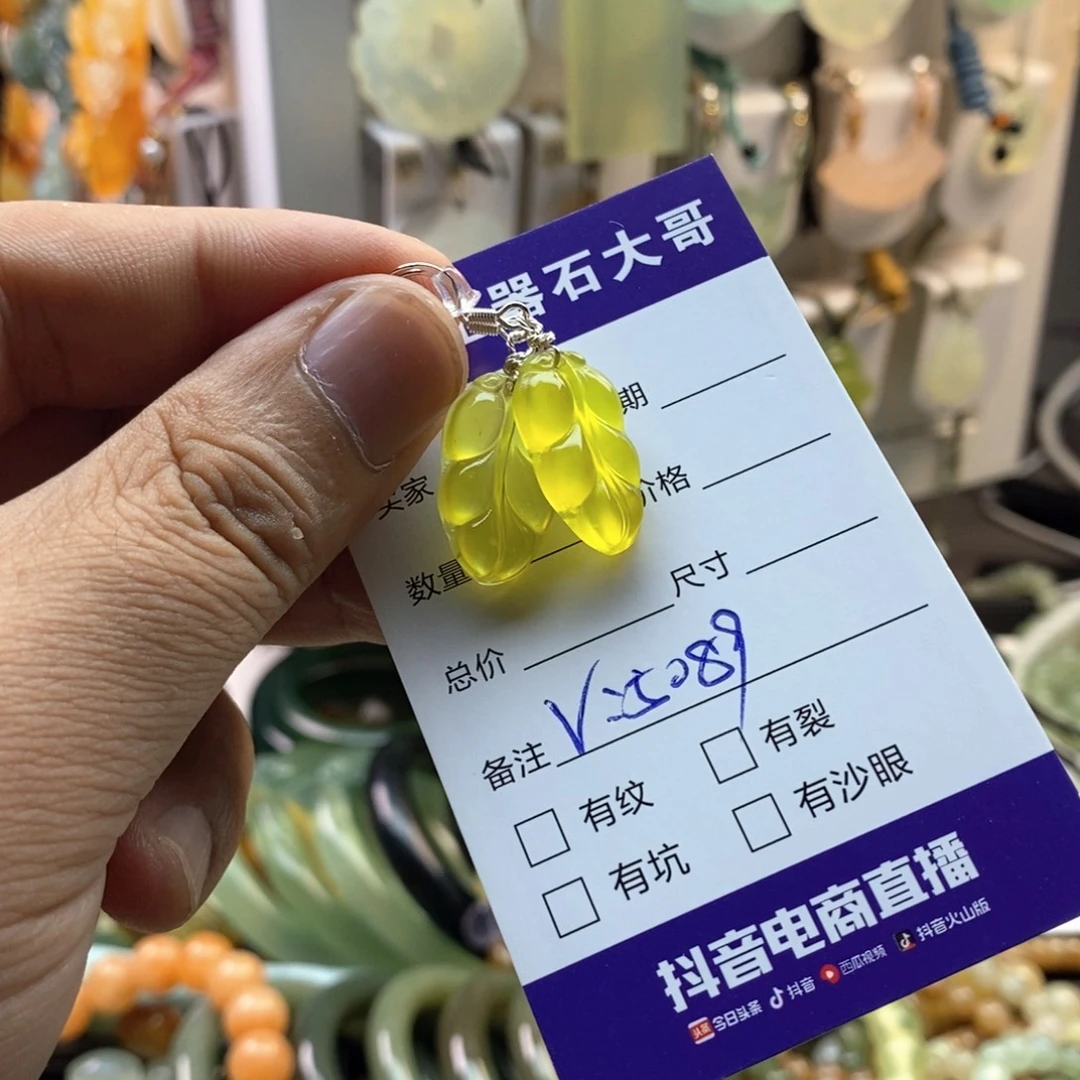 器石大哥
期
买家
价格
数量
尺寸
总价
备注
有纹
有裂
有坑
有沙眼
抖音电商直播
头条 今日头条 抖音 西瓜视频 抖音火山版